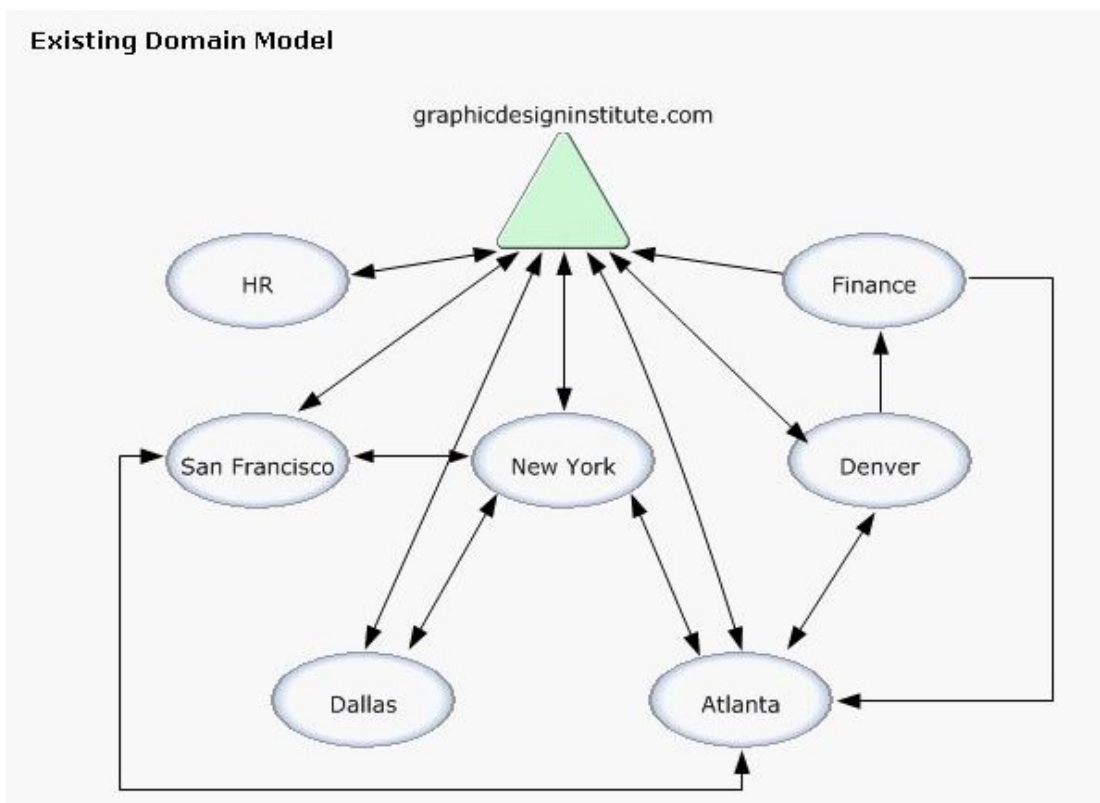 Existing Domain Model
graphicdesigninstitute.com
HR
Finance
San Francisco
New York
Denver
Dallas
Atlanta